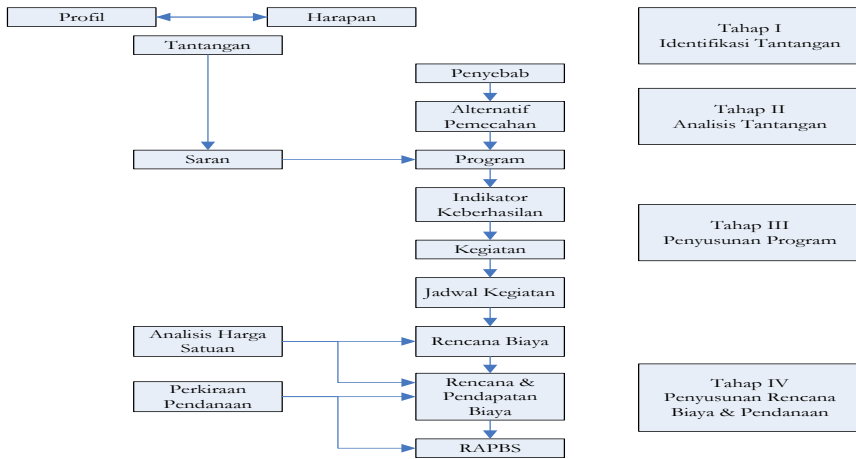 Profil
Harapan
Tantangan
Penyebab
Alternatif
Pemecahan
Saran
Program
Indikator
Keberhasilan
Kegiatan
Jadwal Kegiatan
Analisis Harga
Satuan
Rencana Biaya
Perkiraan
Pendanaan
Rencana &
Pendapatan
Biaya
RAPBS
Tahap I
Identifikasi Tantangan
Tahap II
Analisis Tantangan
Tahap III
Penyusunan Program
Tahap IV
Penyusunan Rencana
Biaya & Pendanaan